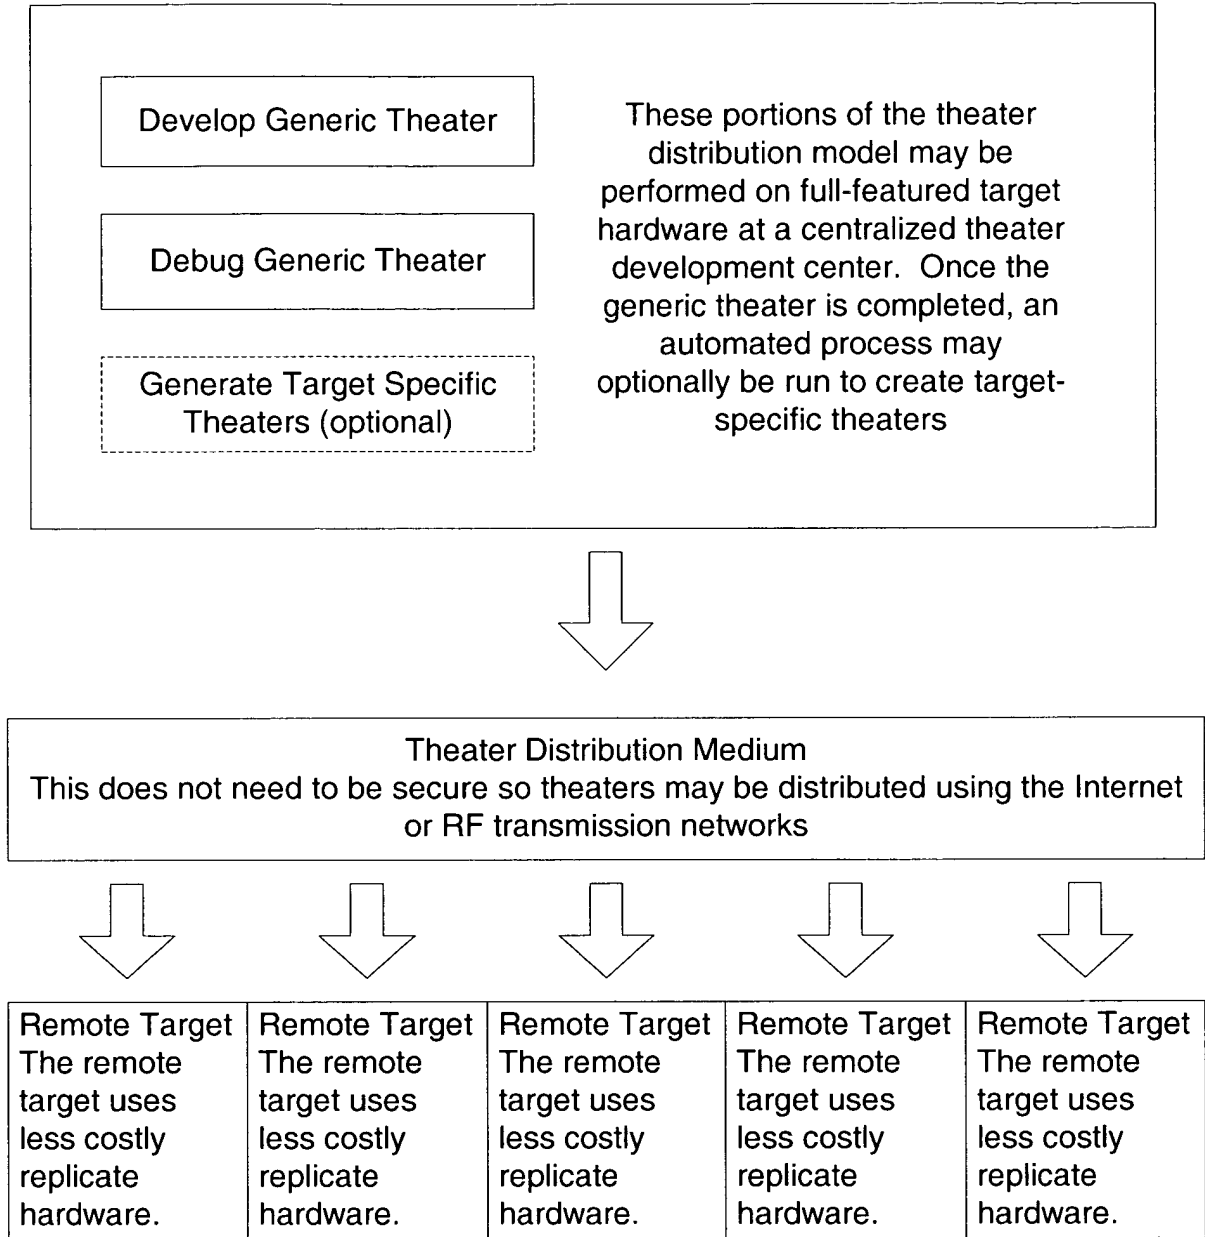 Develop Generic Theater
Debug Generic Theater
Generate Target Specific
Theaters (optional)
These portions of the theater
distribution model may be
performed on full-featured target
hardware at a centralized theater
development center.  Once the
generic theater is completed, an
automated process may
optionally be run to create target-
specific theaters
Theater Distribution Medium
This does not need to be secure so theaters may be distributed using the Internet
or RF transmission networks
Remote Target
The remote
target uses
less costly
replicate
hardware.
Remote Target
The remote
target uses
less costly
replicate
hardware.
Remote Target
The remote
target uses
less costly
replicate
hardware.
Remote Target
The remote
target uses
less costly
replicate
hardware.
Remote Target
The remote
target uses
less costly
replicate
hardware.